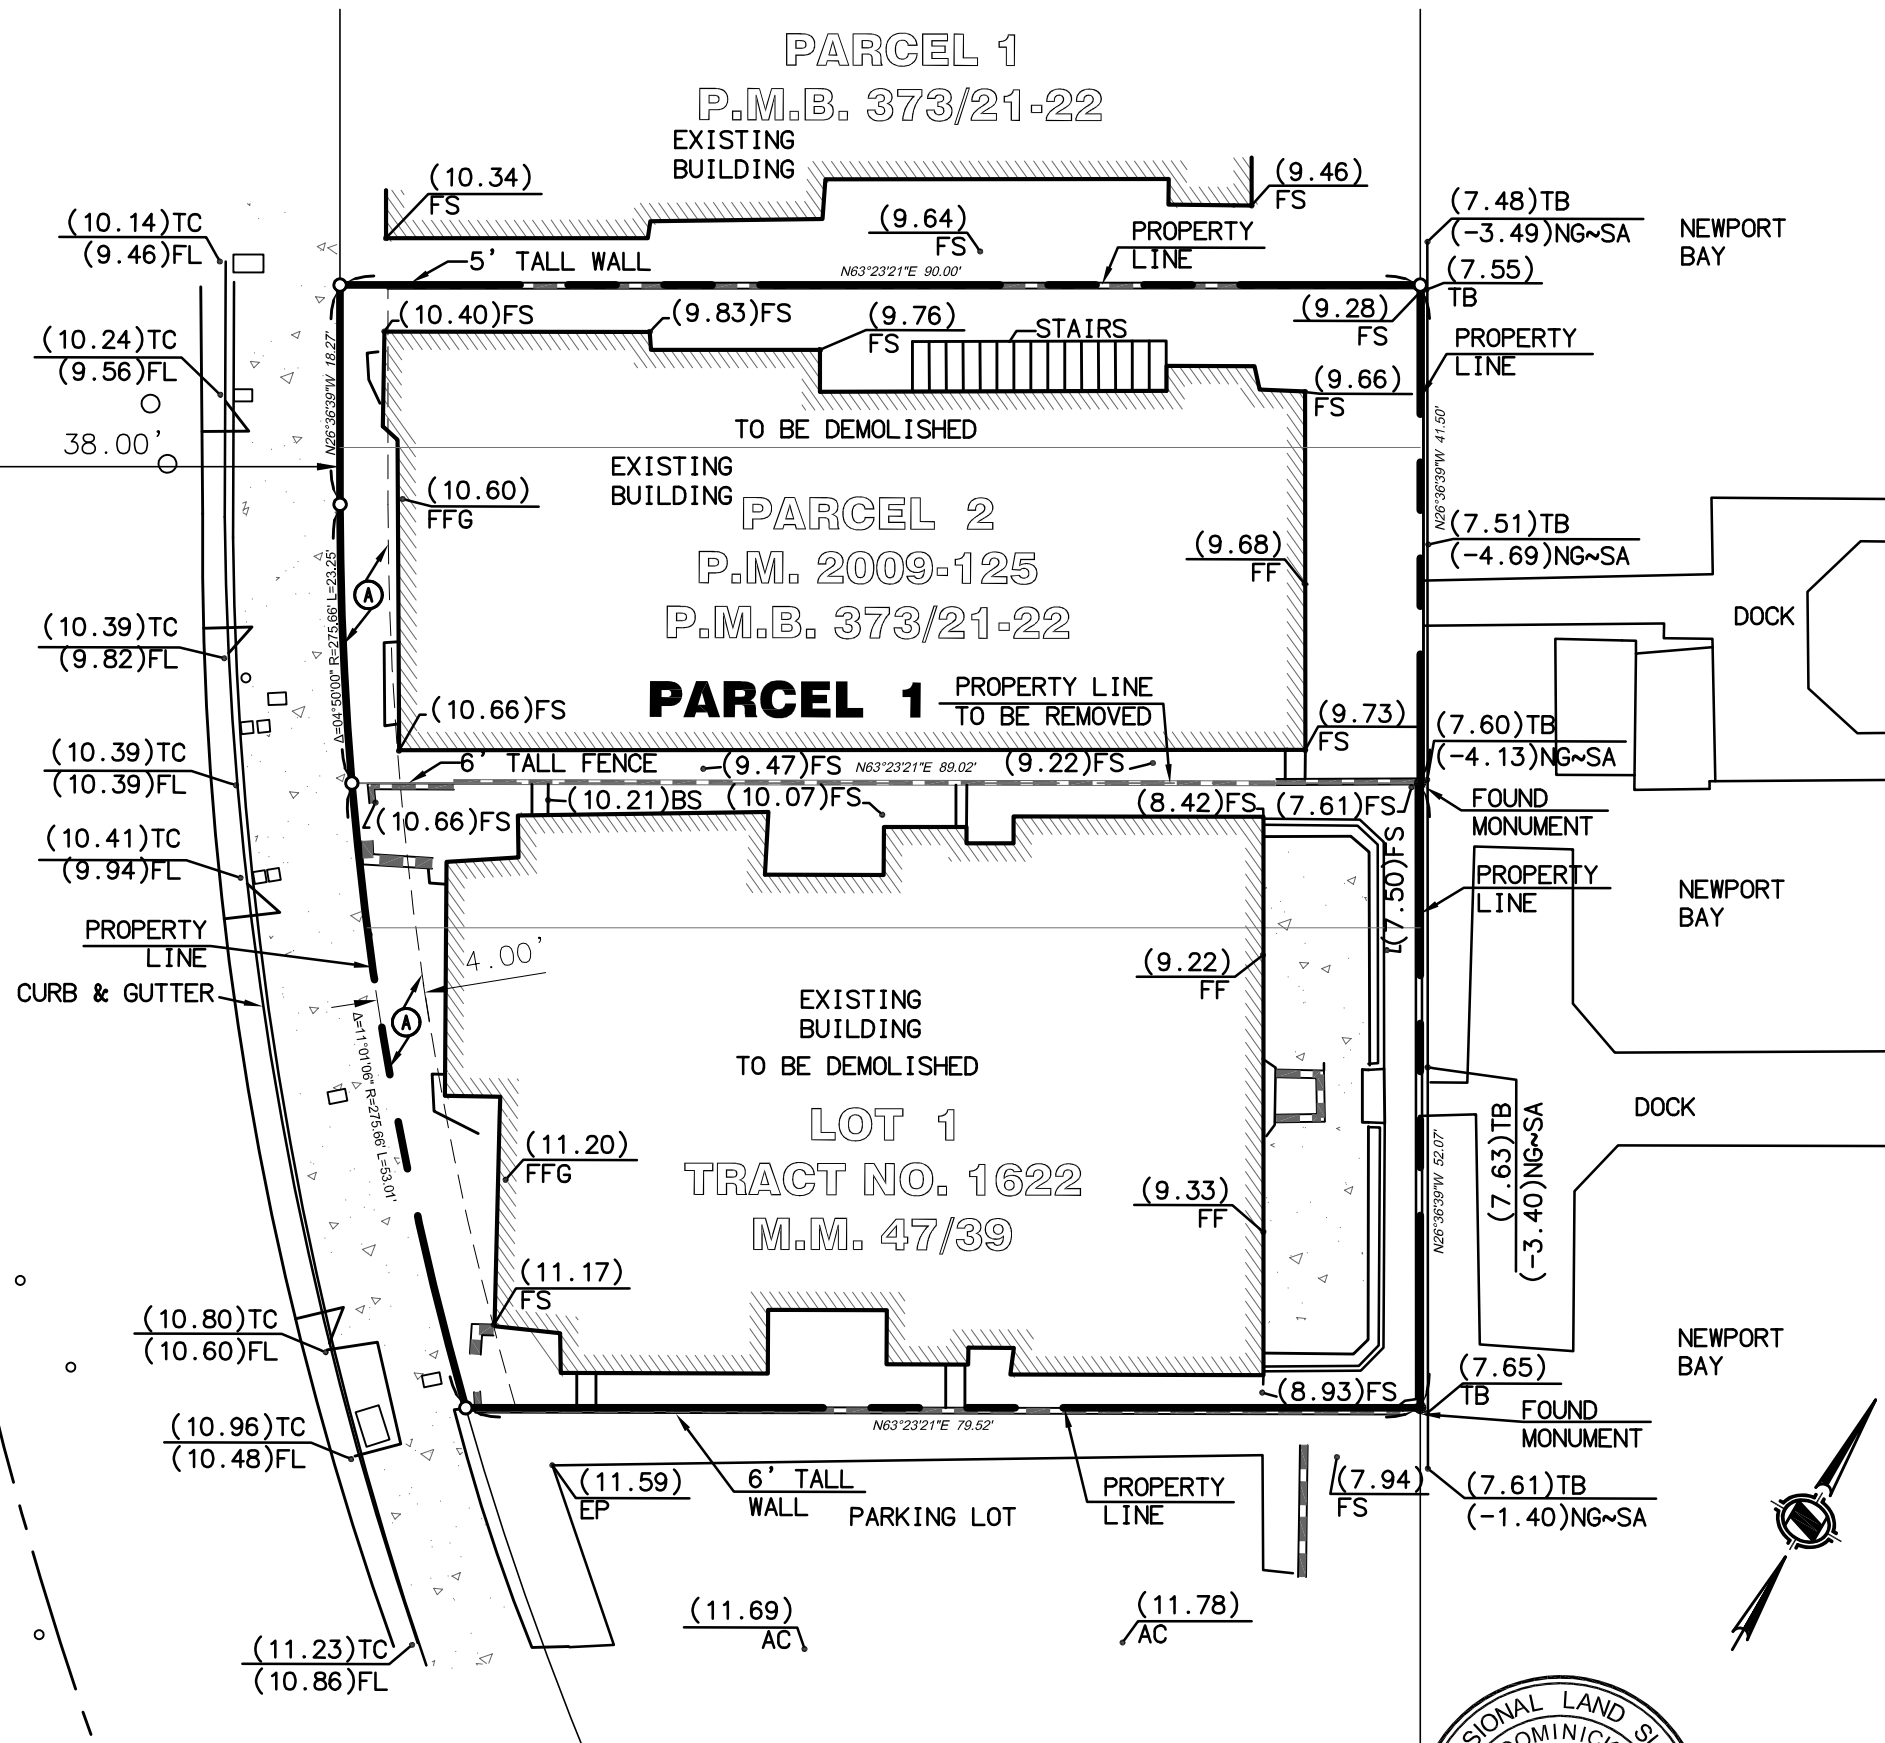 PARCEL 1
P.M.B. 373/21-22
EXISTING
BUILDING
(10.34)
FS
(9.46)
FS
(9.64)
FS
PROPERTY
LINE
(7.48)TB
(-3.49)NG~SA
NEWPORT
BAY
(10.14)TC
(9.46)FL
5' TALL WALL
N63°23'21"E 90.00'
(7.55)
TB
(10.40)FS
(9.83)FS
(9.76)
FS
STAIRS
(9.28)
FS
PROPERTY
LINE
(10.24)TC
(9.56)FL
N26°36'39"W 18.27'
(9.66)
FS
38.00'
TO BE DEMOLISHED
EXISTING
BUILDING
N26°36'39"W 41.50'
(10.60)
FFG
PARCEL 2
P.M. 2009-125
P.M.B. 373/21-22
(9.68)
FF
(7.51)TB
(-4.69)NG~SA
DOCK
A
Δ=04°50'00" R=275.66' L=23.25'
(10.39)TC
(9.82)FL
PARCEL 1
PROPERTY LINE
TO BE REMOVED
(10.66)FS
(9.73)
FS
(7.60)TB
(-4.13)NG~SA
(10.39)TC
(10.39)FL
6' TALL FENCE
(9.47)FS
N63°23'21"E 89.02'
(9.22)FS
(10.66)FS
(10.21)BS
(10.07)FS
(8.42)FS
(7.61)FS
FOUND
MONUMENT
(10.41)TC
(9.94)FL
(7.50)FS
PROPERTY
LINE
NEWPORT
BAY
PROPERTY
LINE
4.00'
(9.22)
FF
CURB & GUTTER
A
Δ=11°01'06" R=275.66' L=53.01'
EXISTING
BUILDING
TO BE DEMOLISHED
LOT 1
TRACT NO. 1622
M.M. 47/39
(11.20)
FFG
(9.33)
FF
N26°36'39"W 52.07'
(7.63)TB
(-3.40)NG~SA
DOCK
(11.17)
FS
(10.80)TC
(10.60)FL
NEWPORT
BAY
(7.65)
TB
(8.93)FS
N63°23'21"E 79.52'
FOUND
MONUMENT
(10.96)TC
(10.48)FL
(11.59)
EP
6' TALL
WALL
PARKING LOT
PROPERTY
LINE
(7.94)
FS
(7.61)TB
(-1.40)NG~SA
(11.69)
AC
(11.78)
AC
(11.23)TC
(10.86)FL
LAND